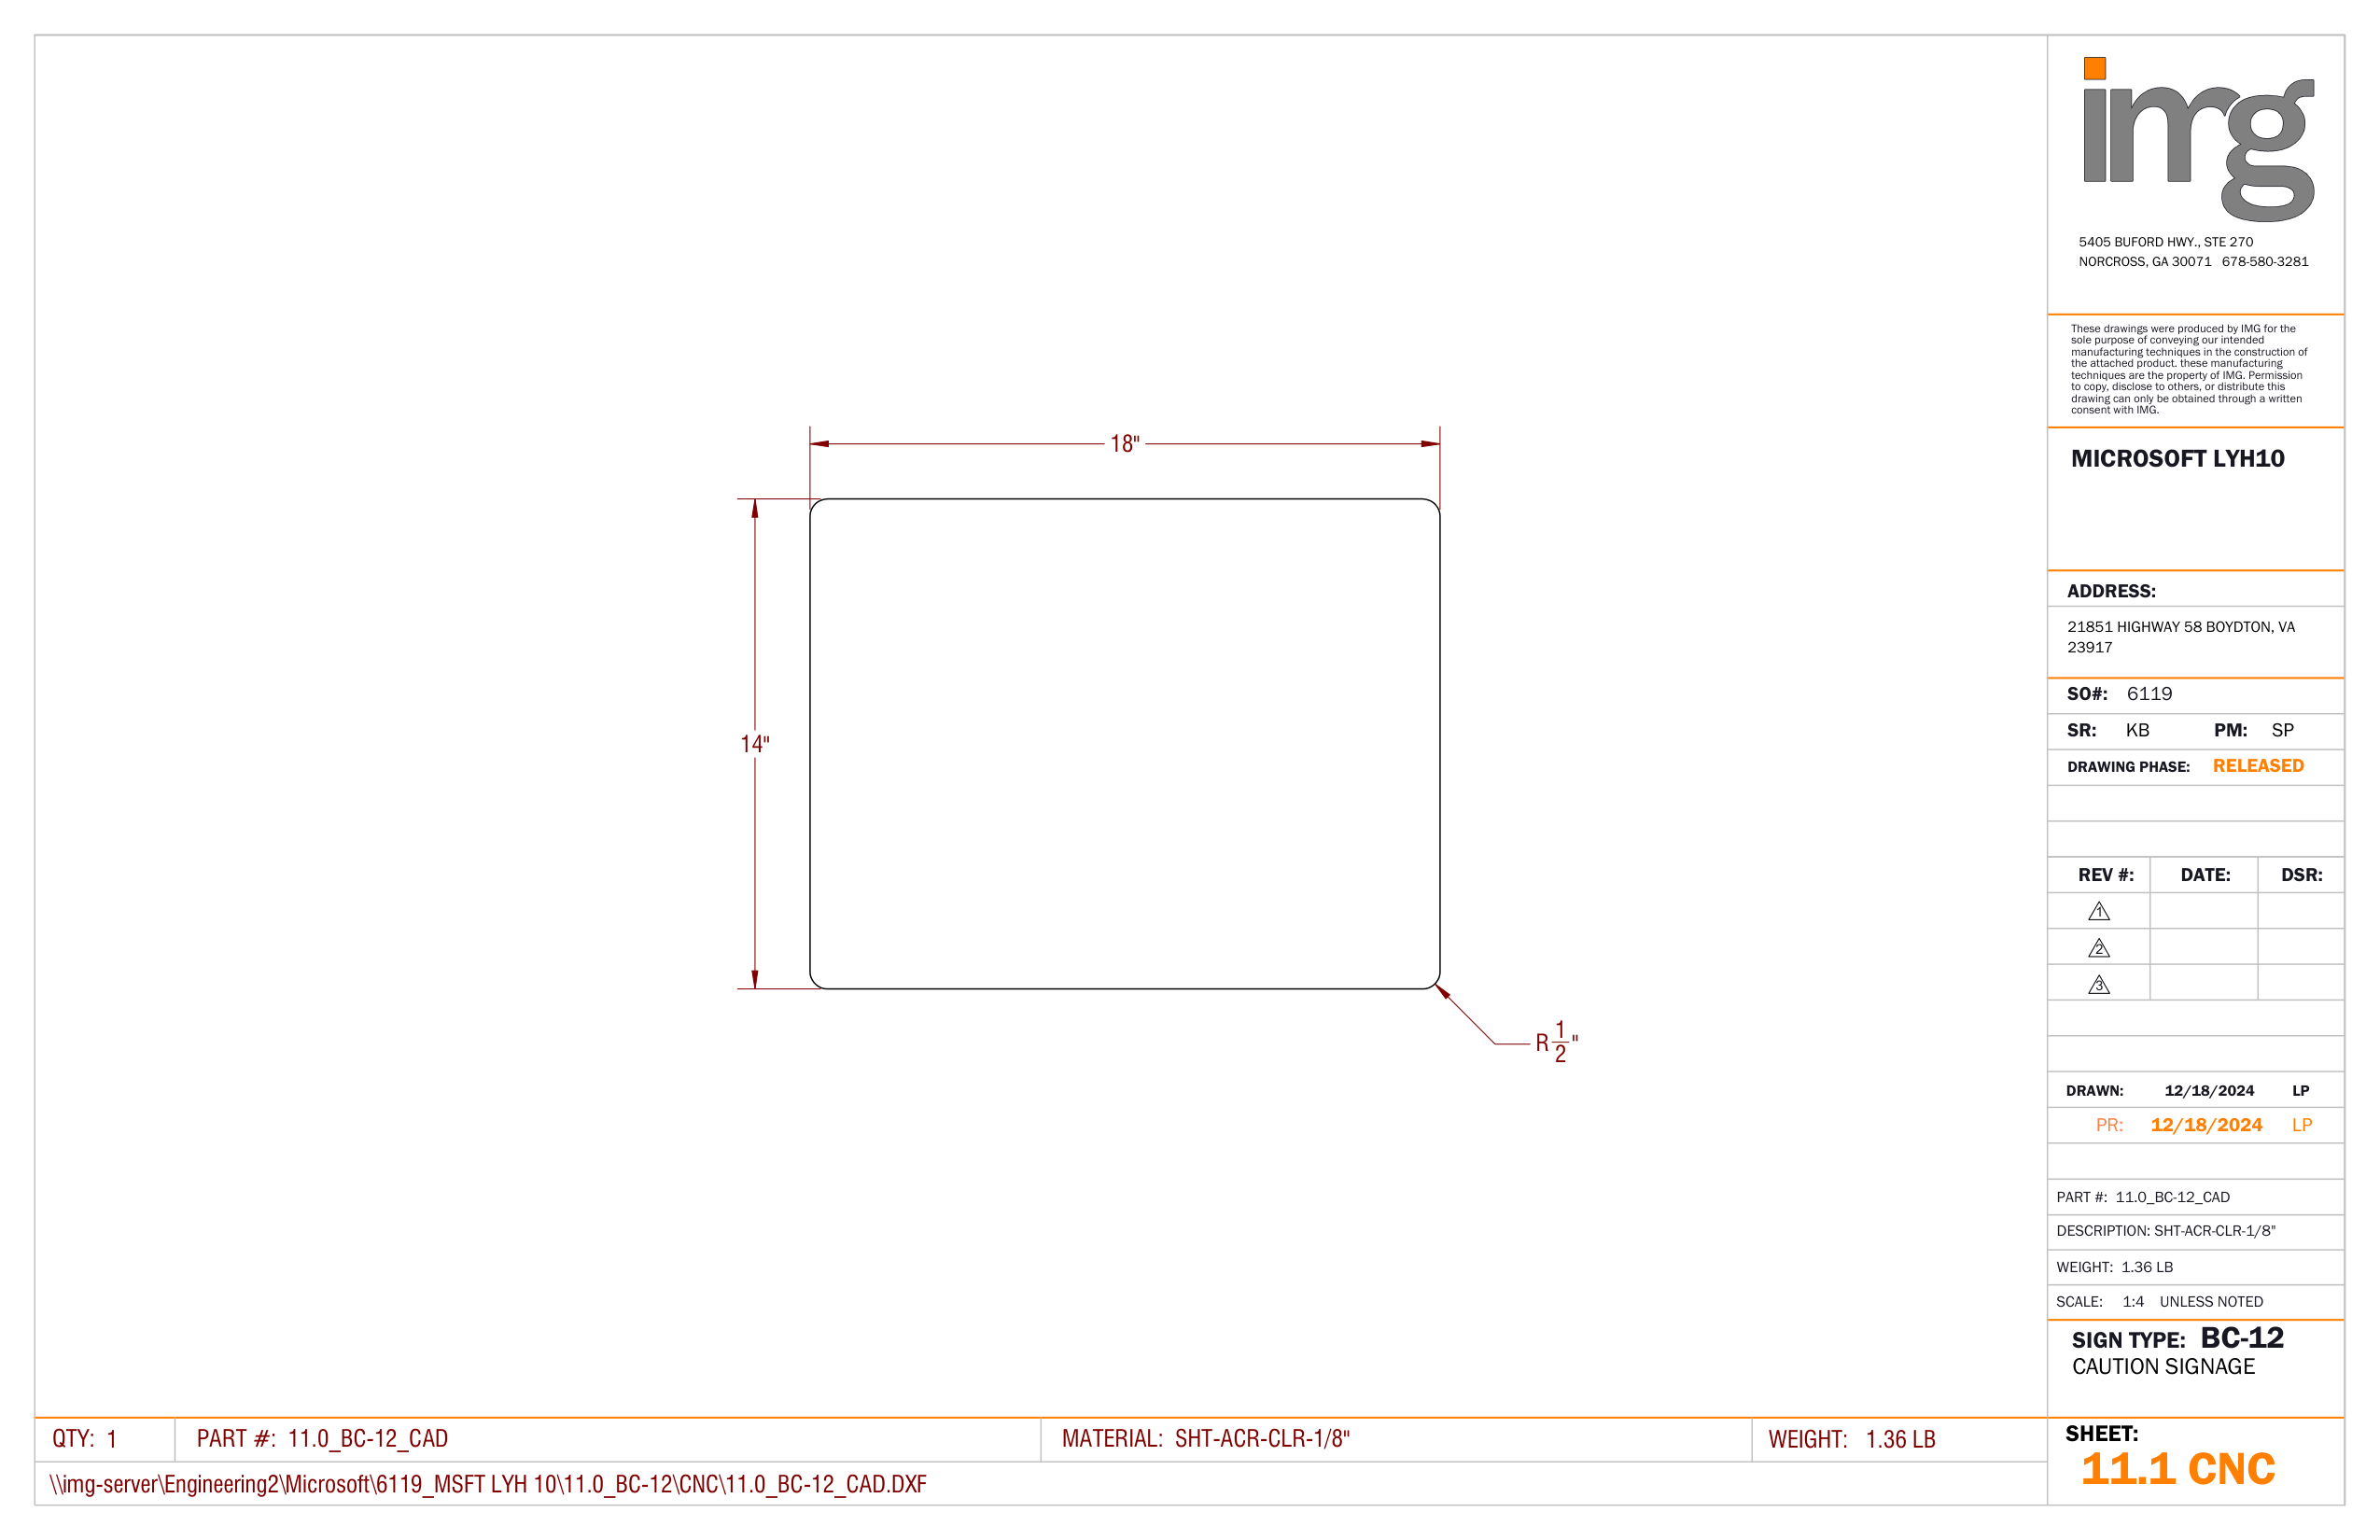 img
5405 BUFORD HWY., STE 270
NORCROSS, GA 30071 678-580-3281
These drawings were produced by IMG for the
sole purpose of conveying our intended
manufacturing techniques in the construction of
the attached product. these manufacturing
techniques are the property of IMG. Permission
to copy, disclose to others, or distribute this
drawing can only be obtained through a written
consent with IMG.
MICROSOFT LYH10
ADDRESS:
21851 HIGHWAY 58 BOYDTON, VA
23917
SO#: 6119
SR: KB PM: SP
DRAWING PHASE: RELEASED
REV #: DATE: DSR:
1
2
3
DRAWN: 12/18/2024 LP
PR: 12/18/2024 LP
PART #: 11.0_BC-12_CAD
DESCRIPTION: SHT-ACR-CLR-1/8"
WEIGHT: 1.36 LB
SCALE: 1:4 UNLESS NOTED
SIGN TYPE: BC-12
CAUTION SIGNAGE
SHEET:
11.1 CNC
18"
14"
R 1/2"
QTY: 1 PART #: 11.0_BC-12_CAD MATERIAL: SHT-ACR-CLR-1/8" WEIGHT: 1.36 LB
\\img-server\Engineering2\Microsoft\6119_MSFT LYH 10\11.0_BC-12\CNC\11.0_BC-12_CAD.DXF